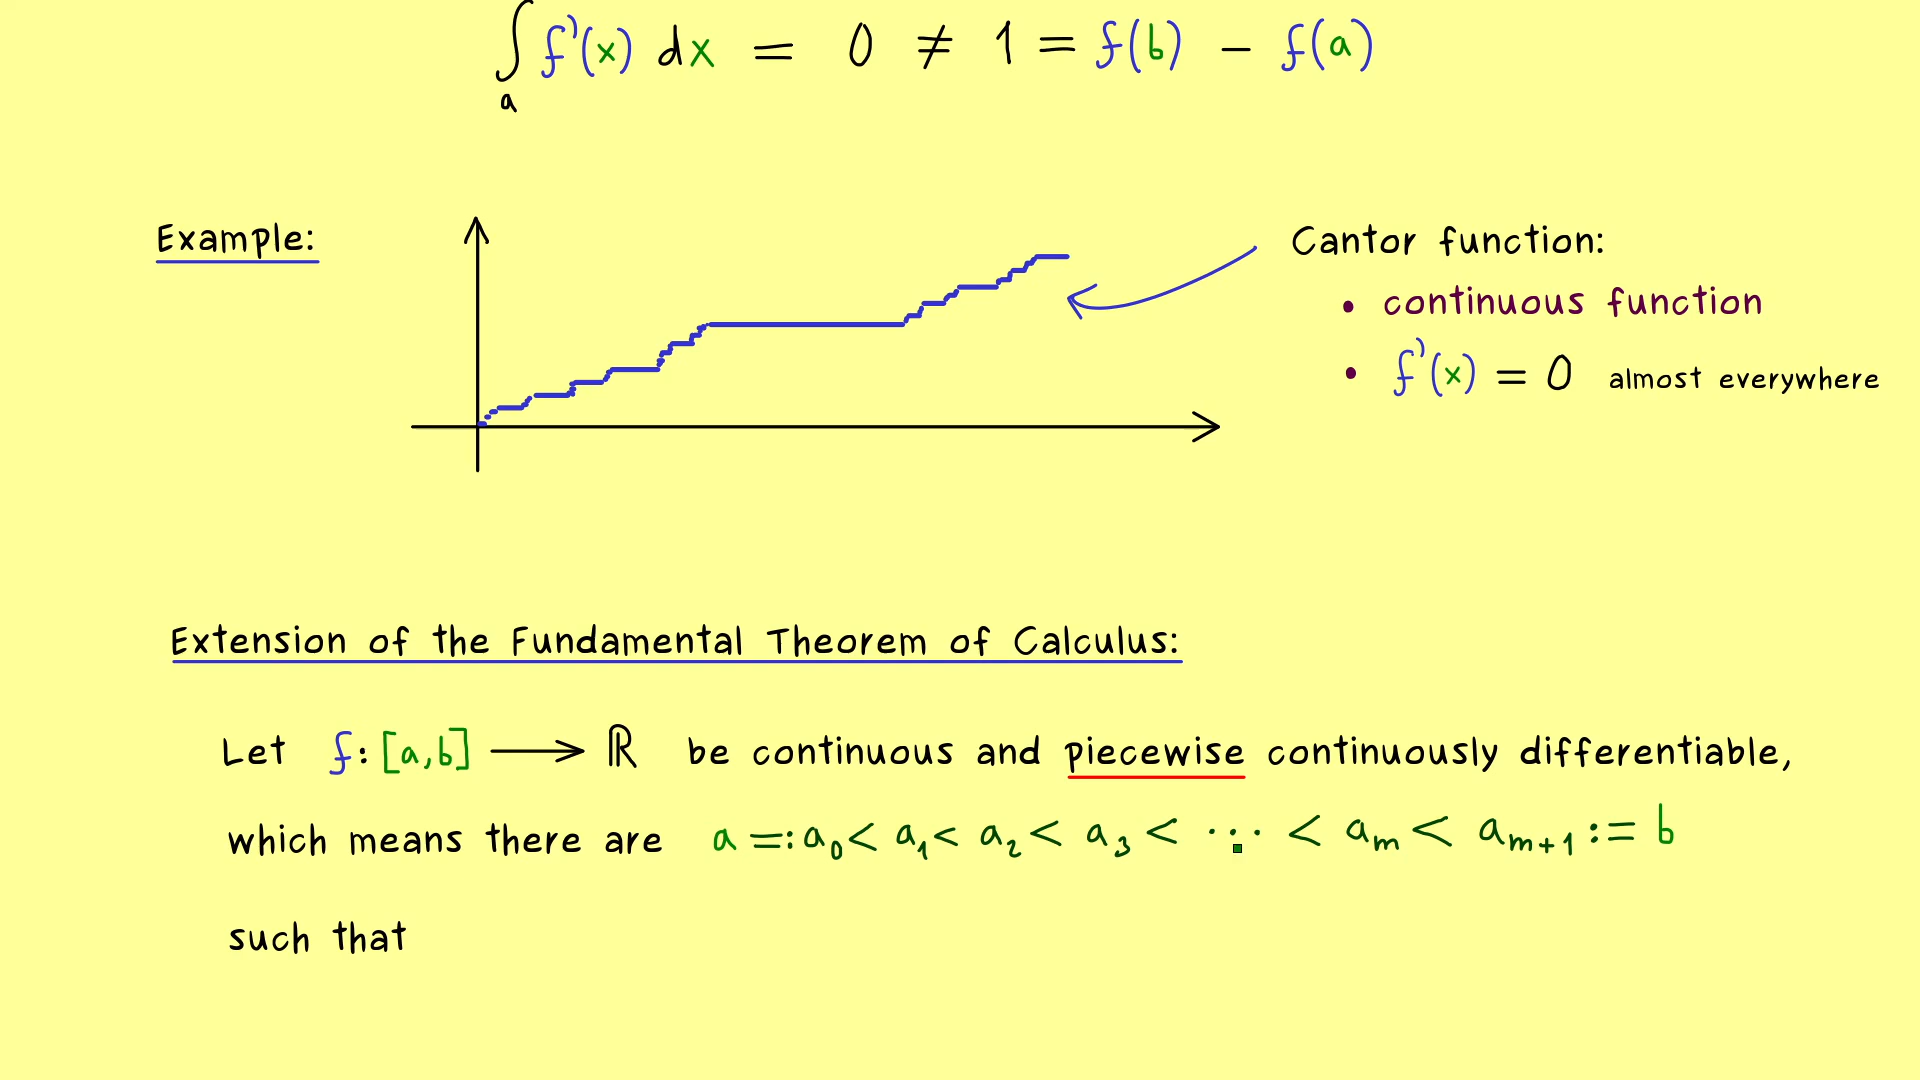 ∫ₐ f'(x) dx = 0 ≠ 1 = f(b) − f(a)
Example:
Cantor function:
• continuous function
• f'(x) = 0 almost everywhere
Extension of the Fundamental Theorem of Calculus:
Let f: [a,b] ⟶ ℝ be continuous and piecewise continuously differentiable,
which means there are a =: a₀ < a₁ < a₂ < a₃ < ··· < aₘ < aₘ₊₁ := b
such that